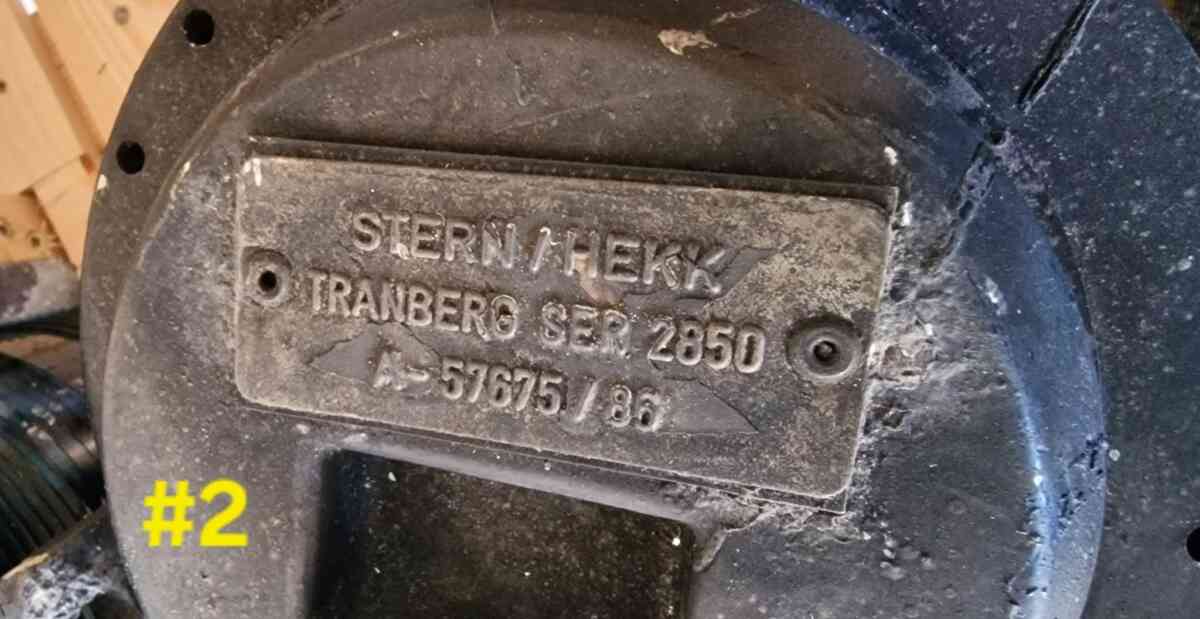 STERN / HEKK
TRANBERG SER. 2850
A-57675 / 86
#2